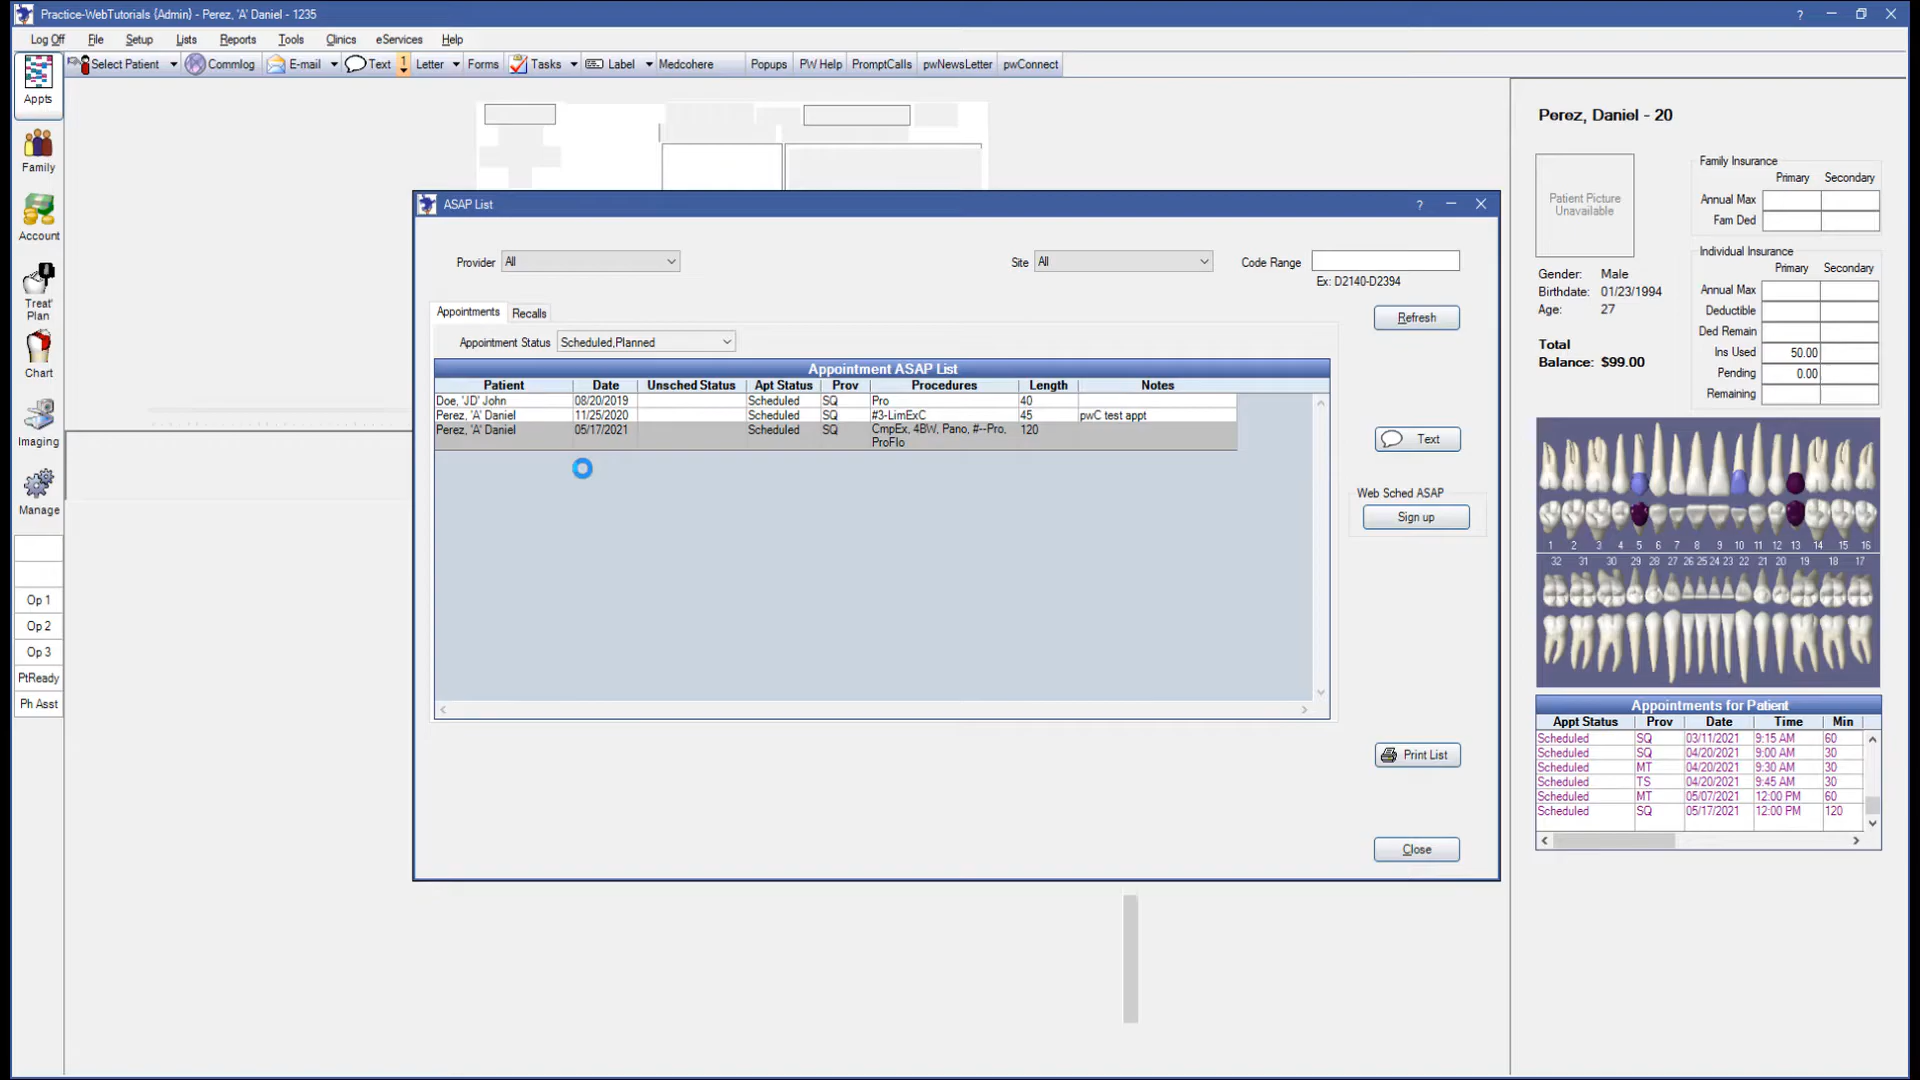 Practice-WebTutorials {Admin} - Perez, 'A' Daniel - 1235
?
Log Off File Setup Lists Reports Tools Clinics eServices Help
Select Patient Commlog E-mail Text 1 Letter Forms Tasks Label Medcohere Popups PW Help PromptCalls pwNewsLetter pwConnect
Appts
Family
Account
Treat' Plan
Chart
Imaging
Manage
Op 1
Op 2
Op 3
PtReady
Ph Asst
ASAP List
?
Provider All Site All Code Range
Ex: D2140-D2394
Appointments Recalls
Refresh
Appointment Status Scheduled,Planned
Appointment ASAP List
Patient Date Unsched Status Apt Status Prov Procedures Length Notes
Doe, 'JD' John 08/20/2019 Scheduled SQ Pro 40
Perez, 'A' Daniel 11/25/2020 Scheduled SQ #3-LimExC 45 pwC test appt
Perez, 'A' Daniel 05/17/2021 Scheduled SQ CmpEx, 4BW, Pano, #--Pro, 120
ProFlo
Text
Web Sched ASAP
Sign up
Print List
Close
Perez, Daniel - 20
Patient Picture
Unavailable
Family Insurance
Primary Secondary
Annual Max
Fam Ded
Individual Insurance
Primary Secondary
Annual Max
Deductible
Ded Remain
Ins Used 50.00
Pending 0.00
Remaining
Gender: Male
Birthdate: 01/23/1994
Age: 27
Total
Balance: $99.00
1 2 3 4 5 6 7 8 9 10 11 12 13 14 15 16
32 31 30 29 28 27 26 25 24 23 22 21 20 19 18 17
Appointments for Patient
Appt Status Prov Date Time Min
Scheduled SQ 03/11/2021 9:15 AM 60
Scheduled SQ 04/20/2021 9:00 AM 30
Scheduled MT 04/20/2021 9:30 AM 30
Scheduled TS 04/20/2021 9:45 AM 30
Scheduled MT 05/07/2021 12:00 PM 60
Scheduled SQ 05/17/2021 12:00 PM 120